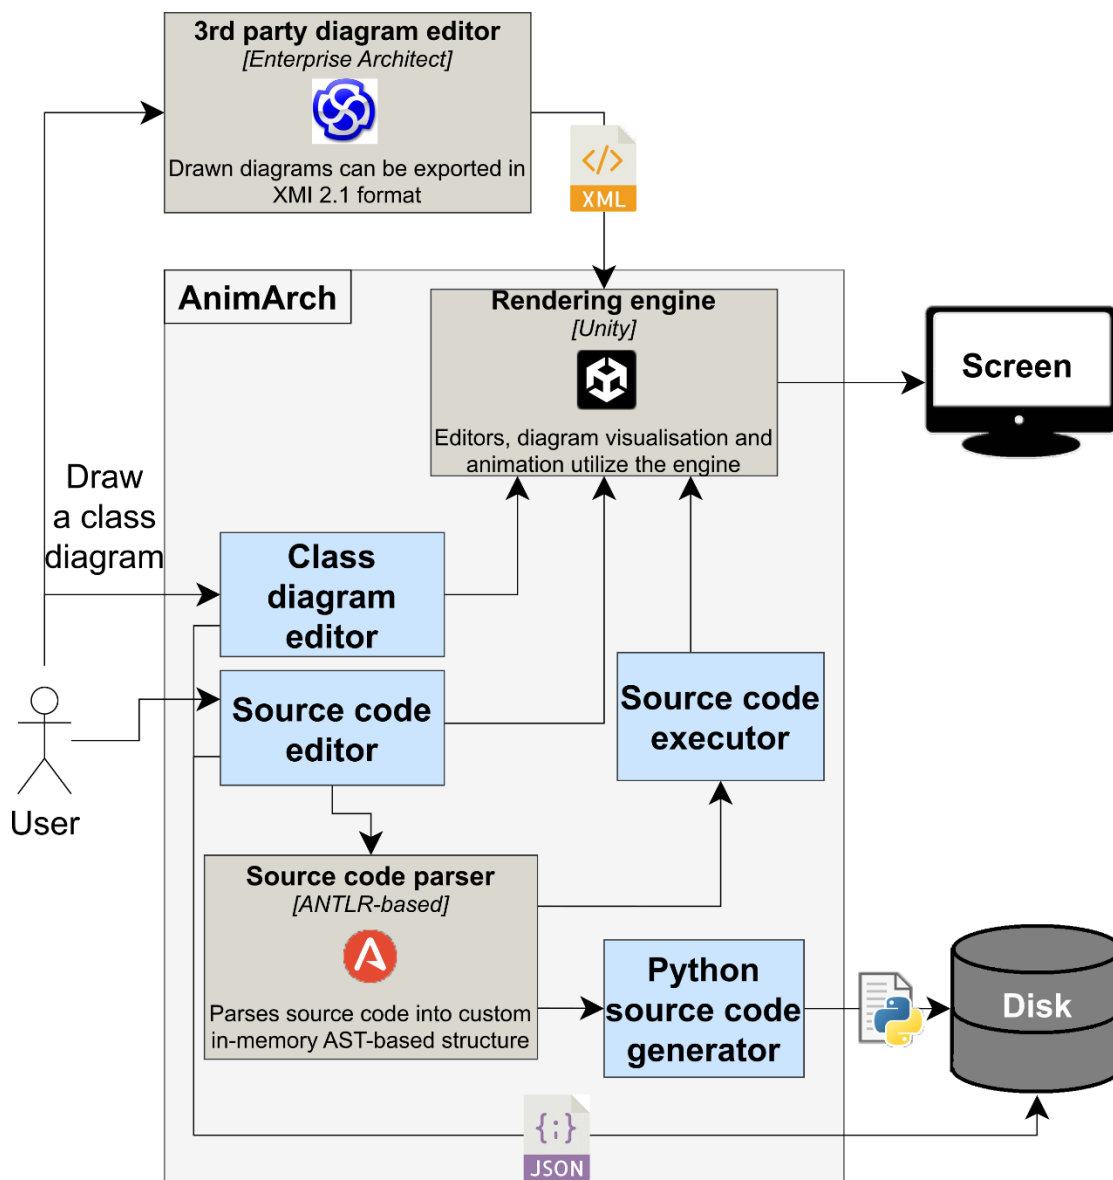 3rd party diagram editor
[Enterprise Architect]
Drawn diagrams can be exported in
XMI 2.1 format
</>
XML
AnimArch
Rendering engine
[Unity]
Editors, diagram visualisation and
animation utilize the engine
Screen
Draw
a class
diagram
Class
diagram
editor
Source code
editor
Source code
executor
User
Source code parser
[ANTLR-based]
Parses source code into custom
in-memory AST-based structure
Python
source code
generator
Disk
{;}
JSON